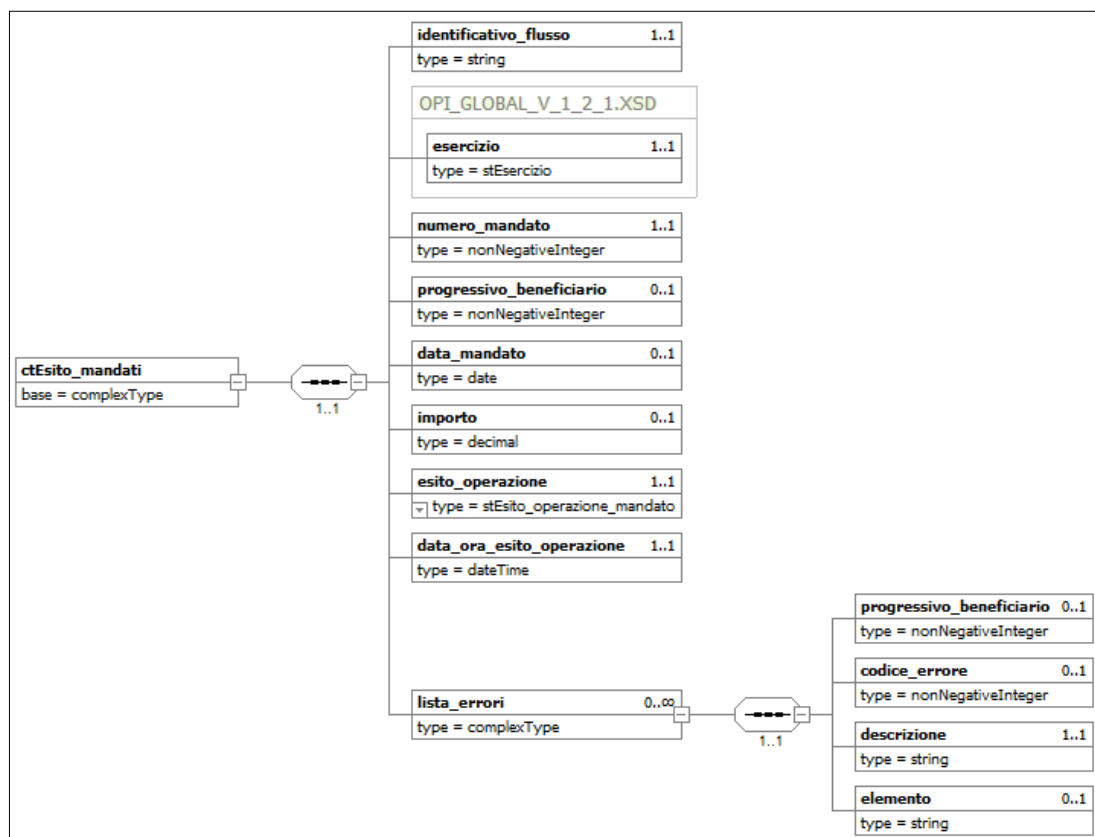 identificativo_flusso 1..1
type = string
OPI_GLOBAL_V_1_2_1.XSD
esercizio 1..1
type = stEsercizio
numero_mandato 1..1
type = nonNegativeInteger
progressivo_beneficiario 0..1
type = nonNegativeInteger
data_mandato 0..1
type = date
ctEsito_mandati
base = complexType
1..1
importo 0..1
type = decimal
esito_operazione 1..1
type = stEsito_operazione_mandato
data_ora_esito_operazione 1..1
type = dateTime
lista_errori 0..∞
type = complexType
1..1
progressivo_beneficiario 0..1
type = nonNegativeInteger
codice_errore 0..1
type = nonNegativeInteger
descrizione 1..1
type = string
elemento 0..1
type = string